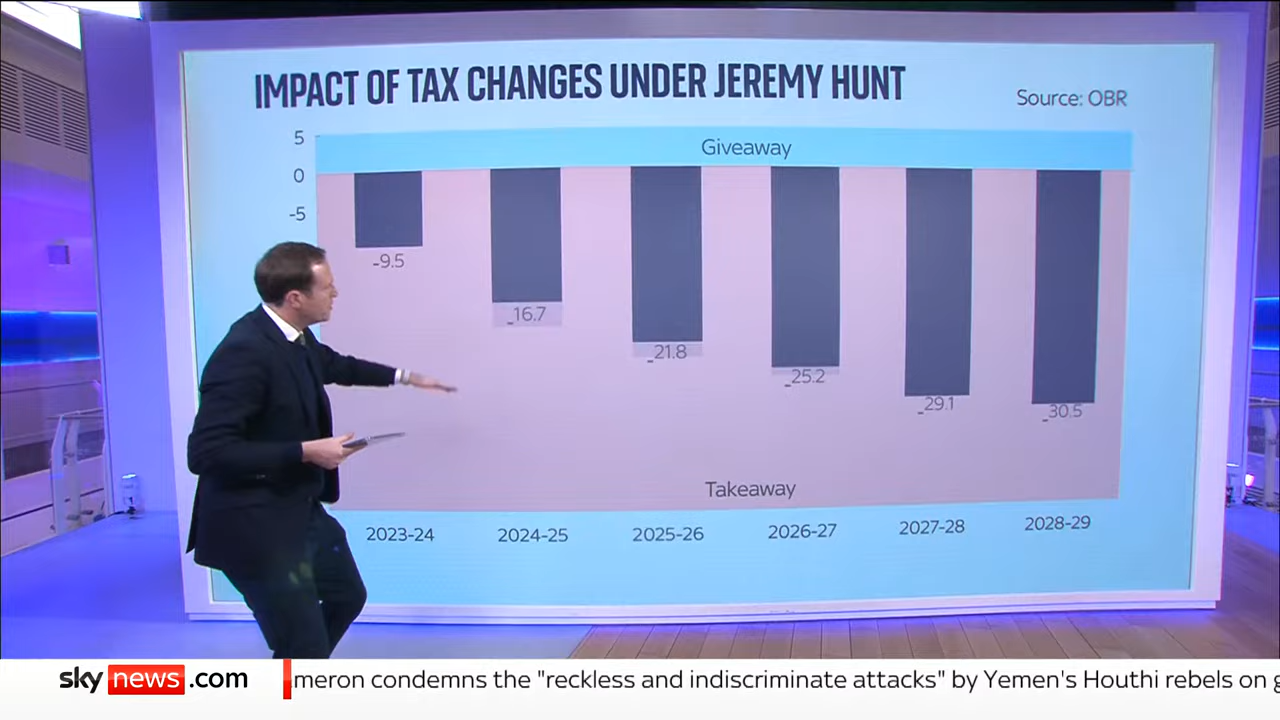 IMPACT OF TAX CHANGES UNDER JEREMY HUNT
Source: OBR
5
Giveaway
0
-5
-9.5
-16.7
-21.8
-25.2
-29.1
-30.5
Takeaway
2023-24
2024-25
2025-26
2026-27
2027-28
2028-29
sky news.com
meron condemns the "reckless and indiscriminate attacks" by Yemen's Houthi rebels on g